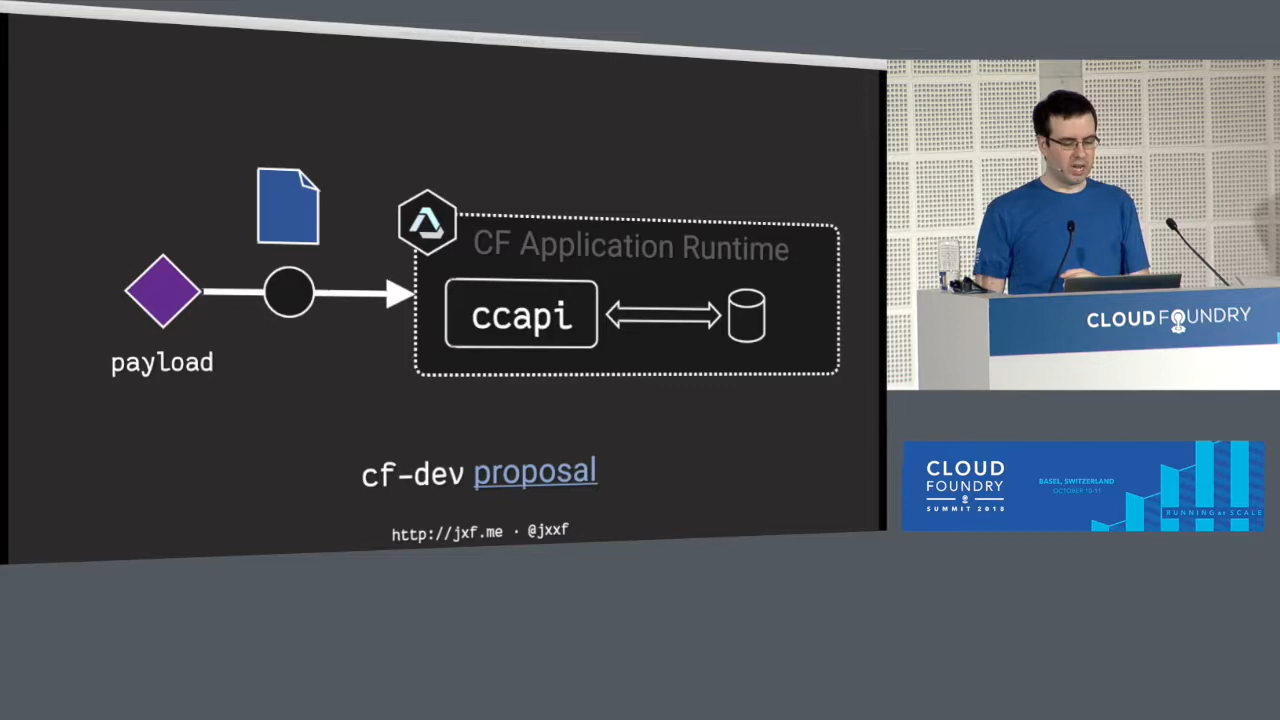 CF Application Runtime
ccapi
payload
cf-dev proposal
http://jxf.me · @jxxf
CLOUD FOUNDRY
CLOUD
FOUNDRY
SUMMIT 2018
BASEL, SWITZERLAND
OCTOBER 10-11
RUNNING AT SCALE